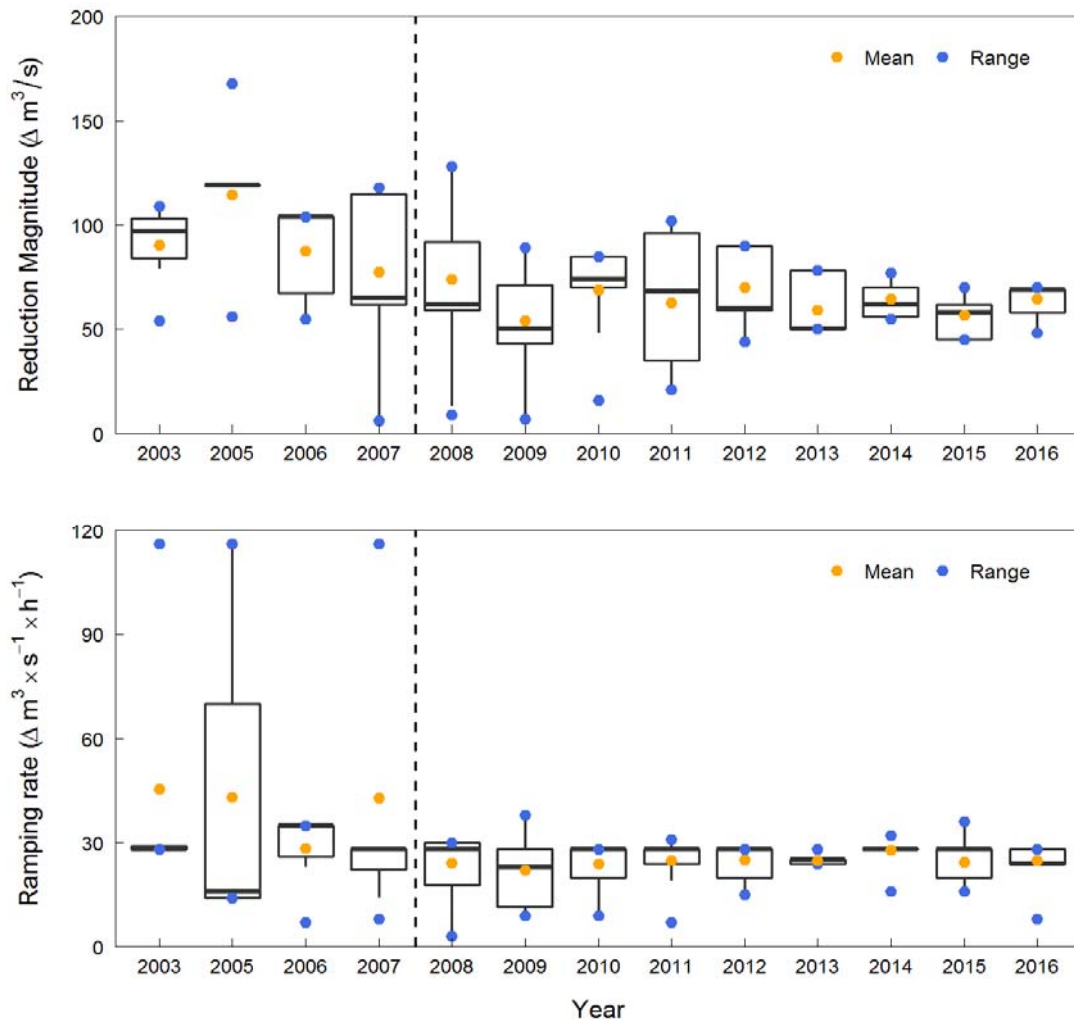 200
150
100
50
0
Reduction Magnitude (Δ m³/s)
Mean Range
2003 2005 2006 2007 2008 2009 2010 2011 2012 2013 2014 2015 2016
120
90
60
30
0
Ramping rate (Δ m³ × s⁻¹ × h⁻¹)
Mean Range
2003 2005 2006 2007 2008 2009 2010 2011 2012 2013 2014 2015 2016
Year